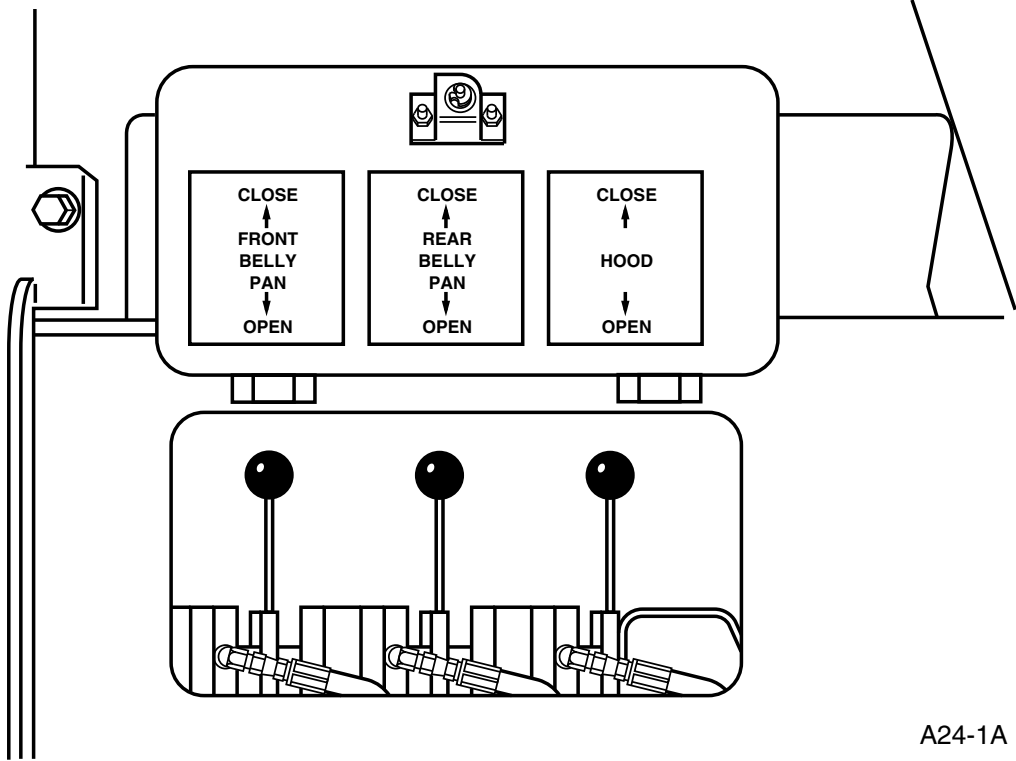 CLOSE
FRONT
BELLY
PAN
OPEN
CLOSE
REAR
BELLY
PAN
OPEN
CLOSE
HOOD
OPEN
A24-1A